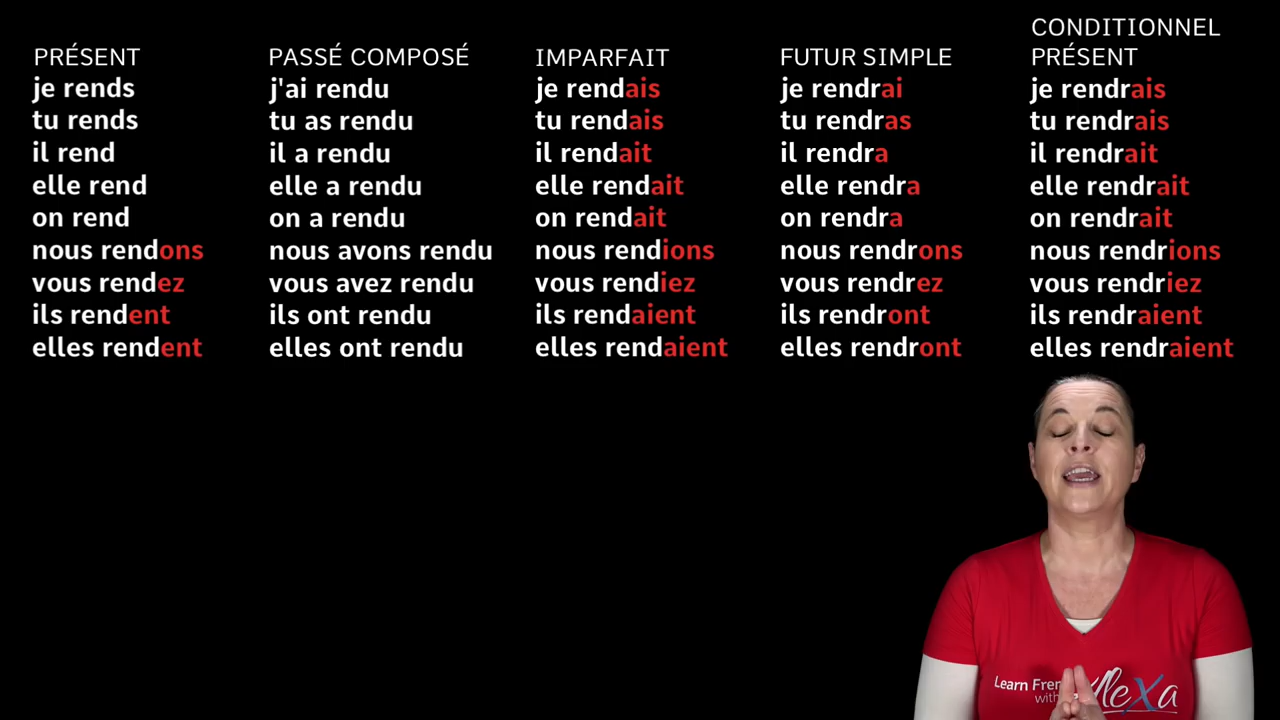 PRÉSENT
je rends
tu rends
il rend
elle rend
on rend
nous rendons
vous rendez
ils rendent
elles rendent
PASSÉ COMPOSÉ
j'ai rendu
tu as rendu
il a rendu
elle a rendu
on a rendu
nous avons rendu
vous avez rendu
ils ont rendu
elles ont rendu
IMPARFAIT
je rendais
tu rendais
il rendait
elle rendait
on rendait
nous rendions
vous rendiez
ils rendaient
elles rendaient
FUTUR SIMPLE
je rendrai
tu rendras
il rendra
elle rendra
on rendra
nous rendrons
vous rendrez
ils rendront
elles rendront
CONDITIONNEL
PRÉSENT
je rendrais
tu rendrais
il rendrait
elle rendrait
on rendrait
nous rendrions
vous rendriez
ils rendraient
elles rendraient
Learn
with